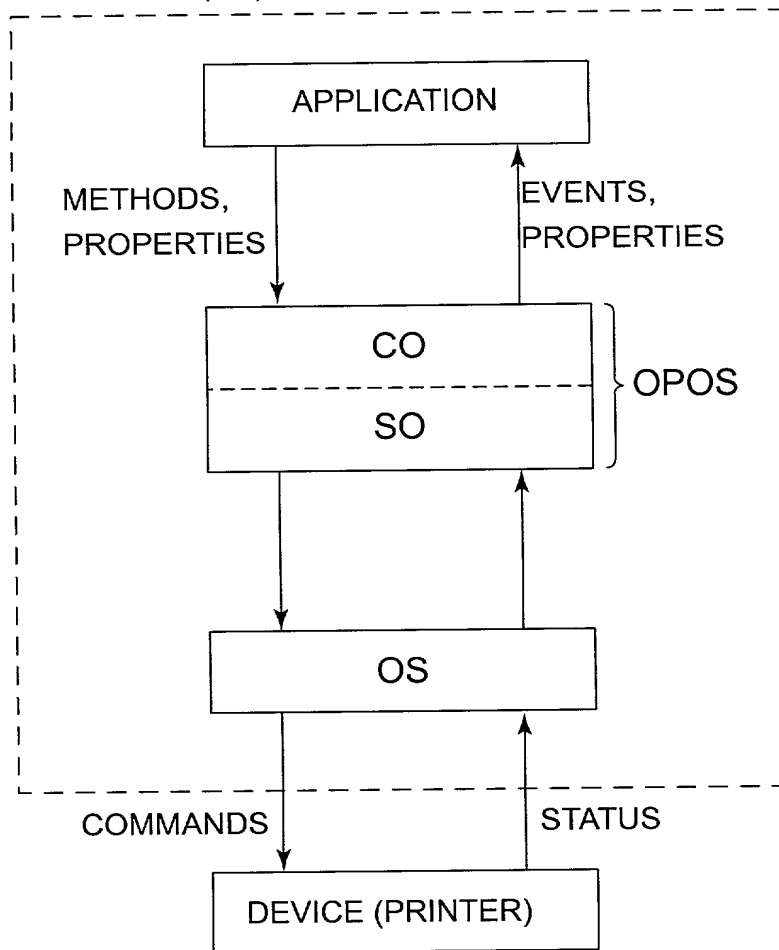 APPLICATION
METHODS,
PROPERTIES
EVENTS,
PROPERTIES
CO
SO
OPOS
OS
COMMANDS
STATUS
DEVICE (PRINTER)